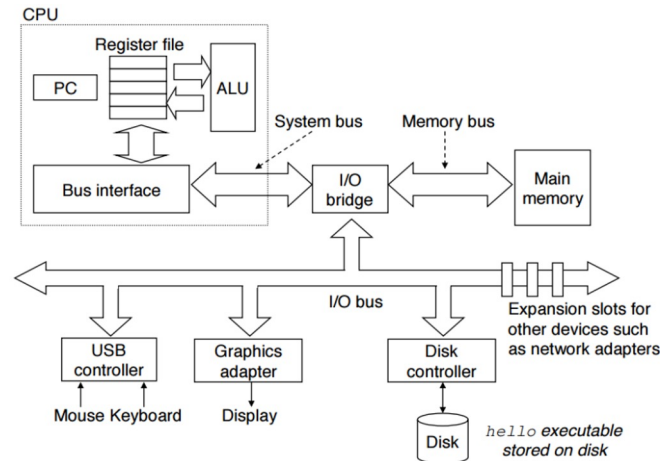 CPU
Register file
PC
ALU
System bus
Memory bus
Bus interface
I/O
bridge
Main
memory
I/O bus
Expansion slots for
other devices such
as network adapters
USB
controller
Graphics
adapter
Disk
controller
Mouse Keyboard
Display
Disk
hello executable
stored on disk